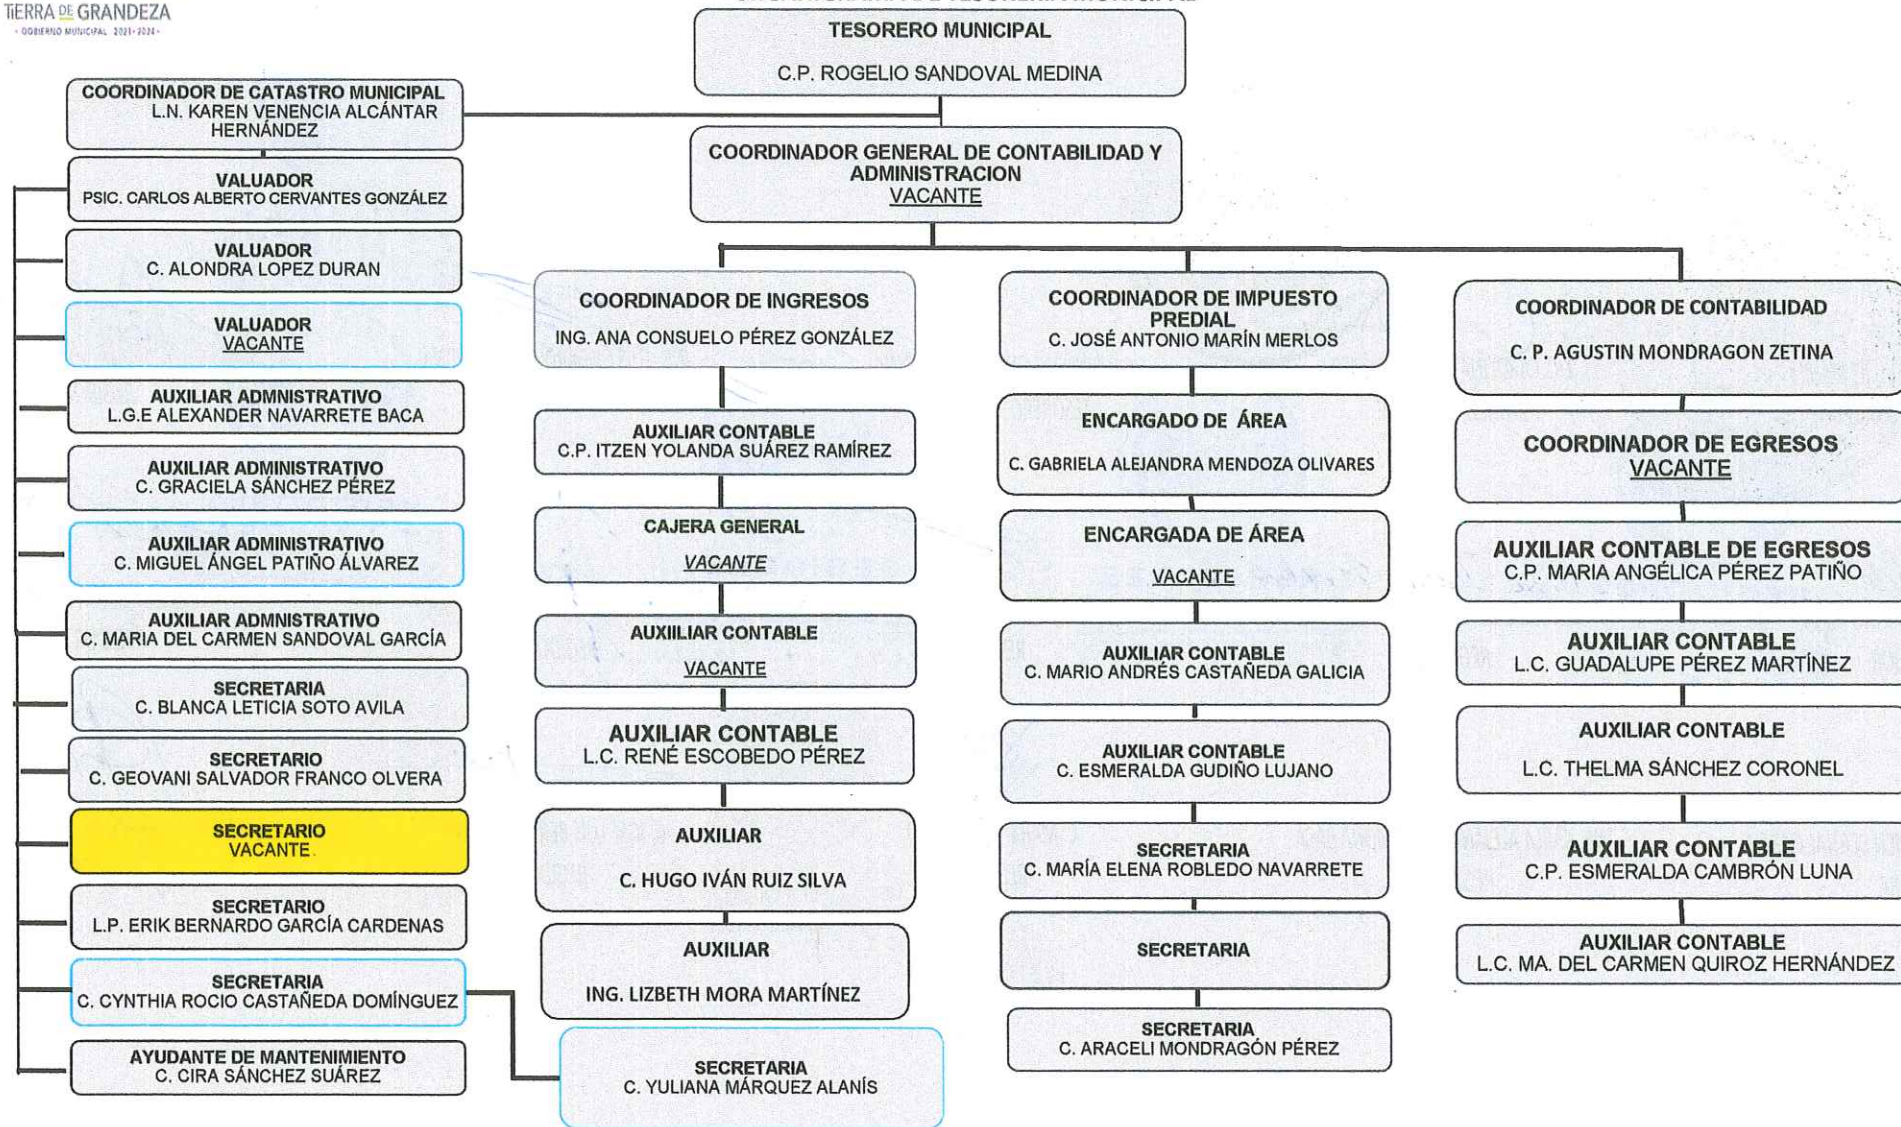 TIERRA DE GRANDEZA
- GOBIERNO MUNICIPAL 2021-2024 -
TESORERO MUNICIPAL
C.P. ROGELIO SANDOVAL MEDINA
COORDINADOR DE CATASTRO MUNICIPAL
L.N. KAREN VENENCIA ALCÁNTAR
HERNÁNDEZ
COORDINADOR GENERAL DE CONTABILIDAD Y
ADMINISTRACION
VACANTE
VALUADOR
PSIC. CARLOS ALBERTO CERVANTES GONZÁLEZ
VALUADOR
C. ALONDRA LOPEZ DURAN
VALUADOR
VACANTE
AUXILIAR ADMNISTRATIVO
L.G.E ALEXANDER NAVARRETE BACA
AUXILIAR ADMINISTRATIVO
C. GRACIELA SÁNCHEZ PÉREZ
AUXILIAR ADMINISTRATIVO
C. MIGUEL ÁNGEL PATIÑO ÁLVAREZ
AUXILIAR ADMNISTRATIVO
C. MARIA DEL CARMEN SANDOVAL GARCÍA
SECRETARIA
C. BLANCA LETICIA SOTO AVILA
SECRETARIO
C. GEOVANI SALVADOR FRANCO OLVERA
SECRETARIO
VACANTE
SECRETARIO
L.P. ERIK BERNARDO GARCÍA CARDENAS
SECRETARIA
C. CYNTHIA ROCIO CASTAÑEDA DOMÍNGUEZ
AYUDANTE DE MANTENIMIENTO
C. CIRA SÁNCHEZ SUÁREZ
COORDINADOR DE INGRESOS
ING. ANA CONSUELO PÉREZ GONZÁLEZ
AUXILIAR CONTABLE
C.P. ITZEN YOLANDA SUÁREZ RAMÍREZ
CAJERA GENERAL
VACANTE
AUXIILIAR CONTABLE
VACANTE
AUXILIAR CONTABLE
L.C. RENÉ ESCOBEDO PÉREZ
AUXILIAR
C. HUGO IVÁN RUIZ SILVA
AUXILIAR
ING. LIZBETH MORA MARTÍNEZ
SECRETARIA
C. YULIANA MÁRQUEZ ALANÍS
COORDINADOR DE IMPUESTO
PREDIAL
C. JOSÉ ANTONIO MARÍN MERLOS
ENCARGADO DE ÁREA
C. GABRIELA ALEJANDRA MENDOZA OLIVARES
ENCARGADA DE ÁREA
VACANTE
AUXILIAR CONTABLE
C. MARIO ANDRÉS CASTAÑEDA GALICIA
AUXILIAR CONTABLE
C. ESMERALDA GUDIÑO LUJANO
SECRETARIA
C. MARÍA ELENA ROBLEDO NAVARRETE
SECRETARIA
SECRETARIA
C. ARACELI MONDRAGÓN PÉREZ
COORDINADOR DE CONTABILIDAD
C. P. AGUSTIN MONDRAGON ZETINA
COORDINADOR DE EGRESOS
VACANTE
AUXILIAR CONTABLE DE EGRESOS
C.P. MARIA ANGÉLICA PÉREZ PATIÑO
AUXILIAR CONTABLE
L.C. GUADALUPE PÉREZ MARTÍNEZ
AUXILIAR CONTABLE
L.C. THELMA SÁNCHEZ CORONEL
AUXILIAR CONTABLE
C.P. ESMERALDA CAMBRÓN LUNA
AUXILIAR CONTABLE
L.C. MA. DEL CARMEN QUIROZ HERNÁNDEZ